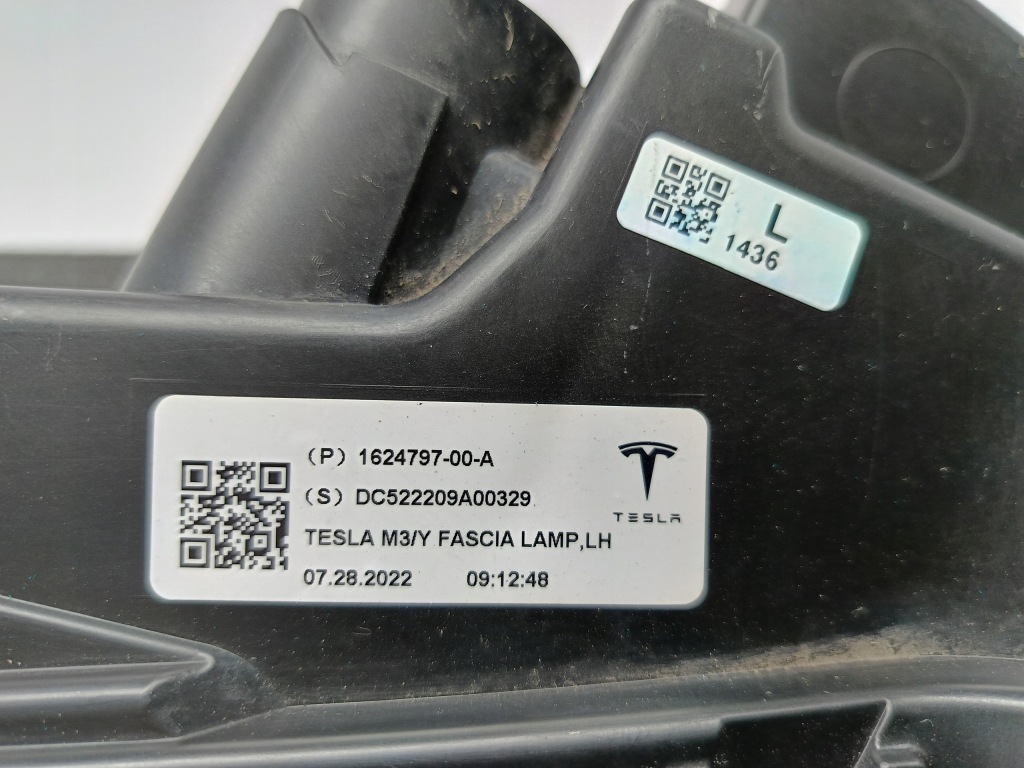 L
1436
(P) 1624797-00-A
(S) DC522209A00329
TESLA M3/Y FASCIA LAMP,LH
07.28.2022 09:12:48
TESLA